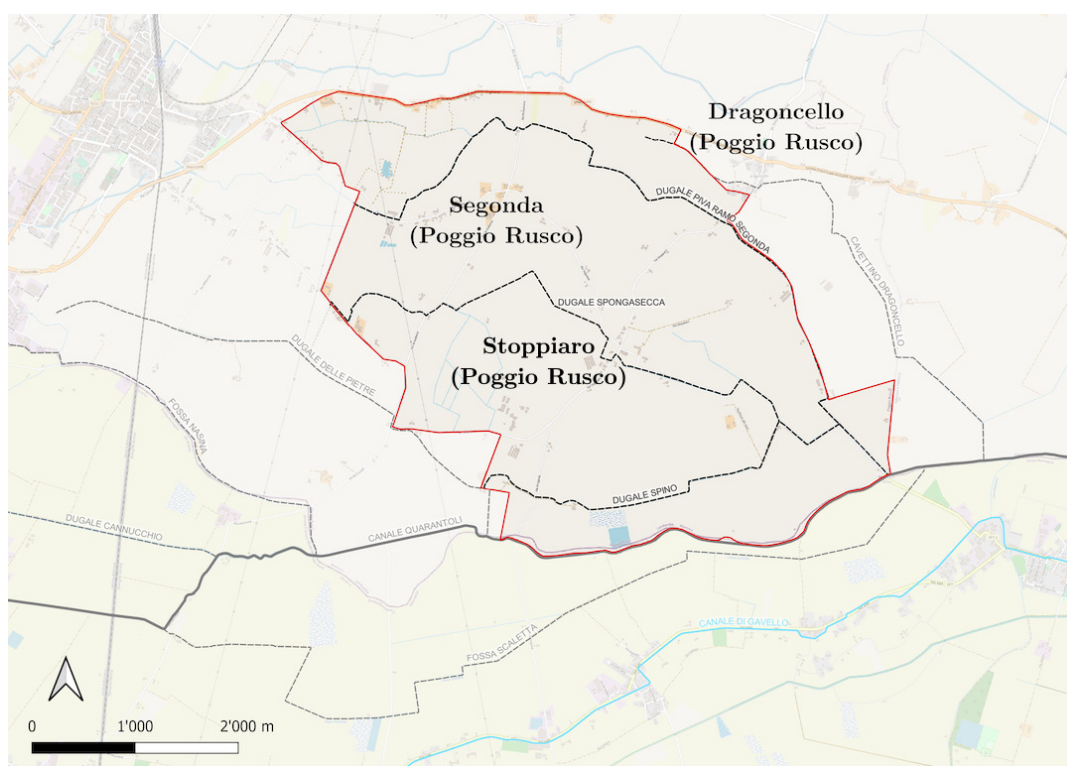 Dragoncello
(Poggio Rusco)
Segonda
(Poggio Rusco)
DUGALE PIVA RAMO SEGONDA
CAVETTINO DRAGONCELLO
DUGALE SPONGASECCA
Stoppiaro
(Poggio Rusco)
DUGALE DELLE PIETRE
FOSSA NASINA
DUGALE SPINO
DUGALE CANNUCCHIO
CANALE QUARANTOLI
CANALE DI GAVELLO
FOSSA SCALETTA
0 1'000 2'000 m